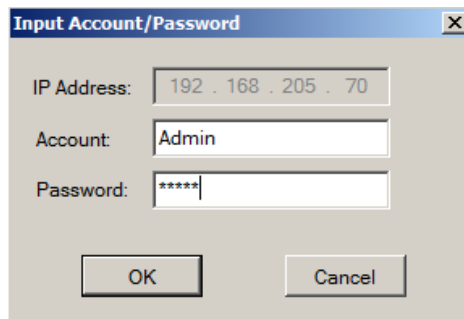 Input Account/Password
IP Address: 192 . 168 . 205 . 70
Account: Admin
Password: *****
OK Cancel